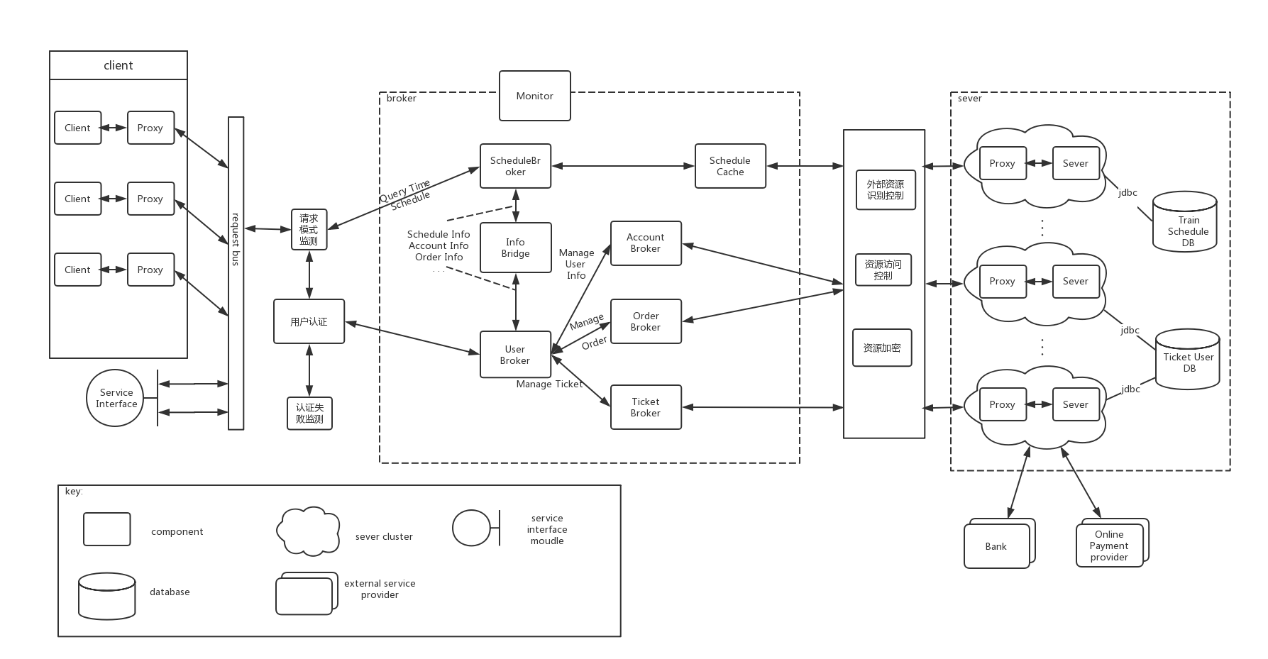 client
Client
Proxy
Client
Proxy
Client
Proxy
Service
Interface
request bus
请求
模式
监测
用户认证
认证失
败监测
broker
Monitor
ScheduleBr
oker
Schedule
Cache
Query Time
Schedule
Schedule Info
Account Info
Order Info
. . .
Info
Bridge
Manage
User
Info
Account
Broker
Manage
Order
Order
Broker
User
Broker
Manage Ticket
Ticket
Broker
外部资源
识别控制
资源访问
控制
资源加密
sever
Proxy
Sever
jdbc
Train
Schedule
DB
Proxy
Sever
jdbc
Ticket User
DB
jdbc
Proxy
Sever
Bank
Online
Payment
provider
key:
component
sever cluster
service
interface
moudle
database
external service
provider